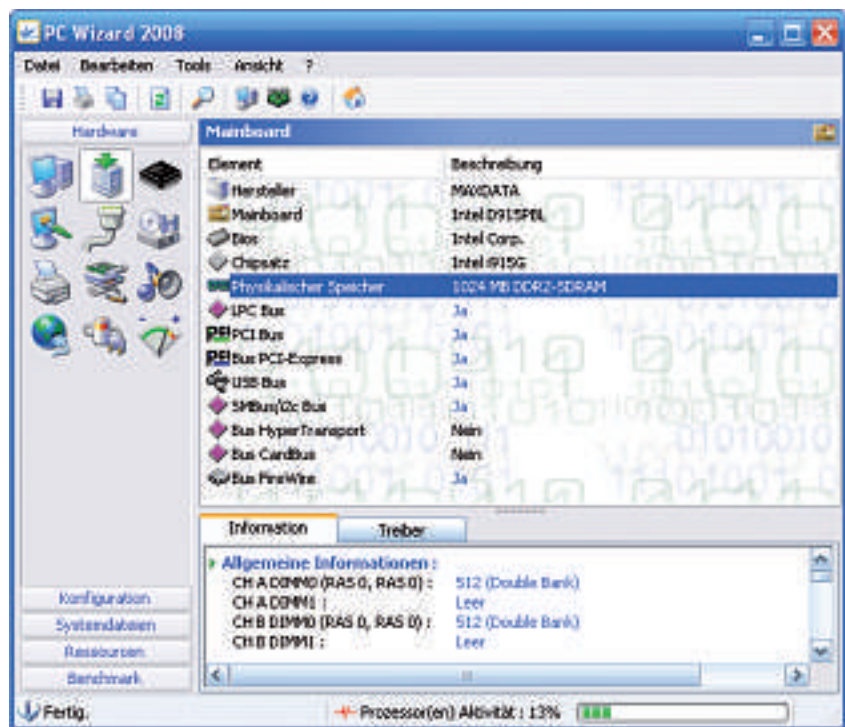 PC Wizard 2008
Datei Bearbeiten Tools Ansicht ?
Hardware
Mainboard
Element Beschreibung
Hersteller MAXDATA
Mainboard Intel D915PBL
Bios Intel Corp.
Chipsatz Intel i915G
Physikalischer Speicher 1024 MB DDR2-SDRAM
LPC Bus Ja
PCI Bus Ja
Bus PCI-Express Ja
USB Bus Ja
SMBus/i2c Bus Ja
Bus HyperTransport Nein
Bus CardBus Nein
Bus FireWire Ja
Information Treiber
Allgemeine Informationen :
CH A DIMM0 (RAS 0, RAS 0) : 512 (Double Bank)
CH A DIMM1 : Leer
CH B DIMM0 (RAS 0, RAS 0) : 512 (Double Bank)
CH B DIMM1 : Leer
Konfiguration
Systemdateien
Ressourcen
Benchmark
Fertig. Prozessor(en) Aktivität : 13%